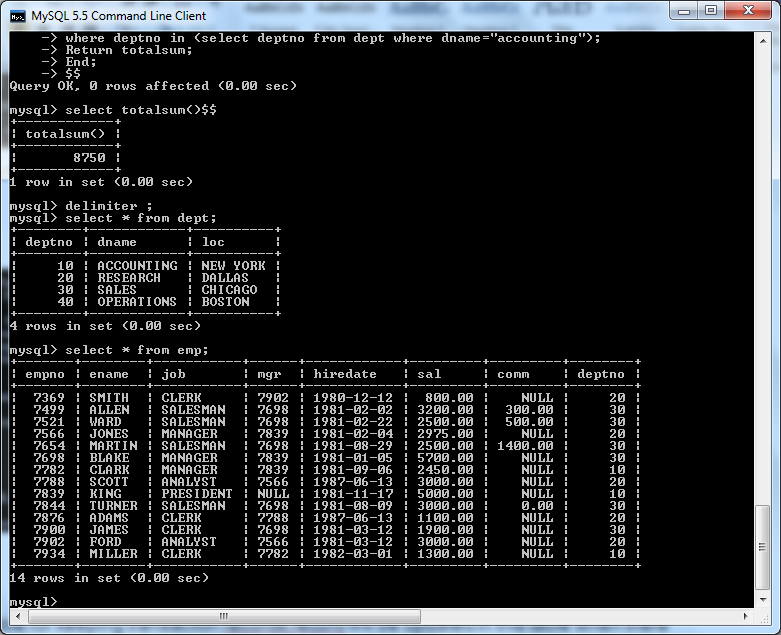 MySQL 5.5 Command Line Client
    -> where deptno in (select deptno from dept where dname="accounting");
    -> Return totalsum;
    -> End;
    -> $$
Query OK, 0 rows affected (0.00 sec)
mysql> select totalsum()$$
+------------+
| totalsum() |
+------------+
|       8750 |
+------------+
1 row in set (0.00 sec)
mysql> delimiter ;
mysql> select * from dept;
+--------+------------+----------+
| deptno | dname      | loc      |
+--------+------------+----------+
|     10 | ACCOUNTING | NEW YORK |
|     20 | RESEARCH   | DALLAS   |
|     30 | SALES      | CHICAGO  |
|     40 | OPERATIONS | BOSTON   |
+--------+------------+----------+
4 rows in set (0.00 sec)
mysql> select * from emp;
+-------+--------+-----------+------+------------+---------+---------+--------+
| empno | ename  | job       | mgr  | hiredate   | sal     | comm    | deptno |
+-------+--------+-----------+------+------------+---------+---------+--------+
|  7369 | SMITH  | CLERK     | 7902 | 1980-12-12 |  800.00 |    NULL |     20 |
|  7499 | ALLEN  | SALESMAN  | 7698 | 1981-02-02 | 3200.00 |  300.00 |     30 |
|  7521 | WARD   | SALESMAN  | 7698 | 1981-02-22 | 2500.00 |  500.00 |     30 |
|  7566 | JONES  | MANAGER   | 7839 | 1981-02-04 | 2975.00 |    NULL |     20 |
|  7654 | MARTIN | SALESMAN  | 7698 | 1981-08-29 | 2500.00 | 1400.00 |     30 |
|  7698 | BLAKE  | MANAGER   | 7839 | 1981-01-05 | 5700.00 |    NULL |     30 |
|  7782 | CLARK  | MANAGER   | 7839 | 1981-09-06 | 2450.00 |    NULL |     10 |
|  7788 | SCOTT  | ANALYST   | 7566 | 1987-06-13 | 3000.00 |    NULL |     20 |
|  7839 | KING   | PRESIDENT | NULL | 1981-11-17 | 5000.00 |    NULL |     10 |
|  7844 | TURNER | SALESMAN  | 7698 | 1981-08-09 | 3000.00 |    0.00 |     30 |
|  7876 | ADAMS  | CLERK     | 7788 | 1987-06-13 | 1100.00 |    NULL |     20 |
|  7900 | JAMES  | CLERK     | 7698 | 1981-03-12 | 1900.00 |    NULL |     30 |
|  7902 | FORD   | ANALYST   | 7566 | 1981-03-12 | 3000.00 |    NULL |     20 |
|  7934 | MILLER | CLERK     | 7782 | 1982-03-01 | 1300.00 |    NULL |     10 |
+-------+--------+-----------+------+------------+---------+---------+--------+
14 rows in set (0.00 sec)
mysql>